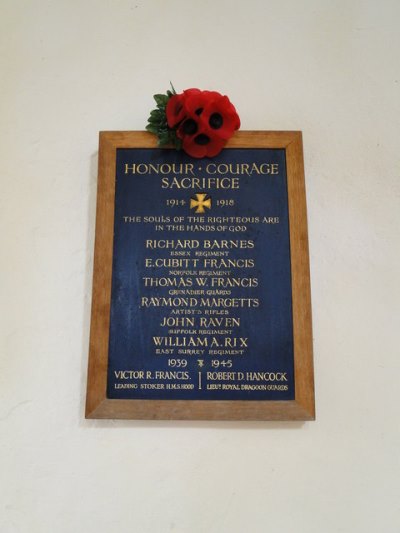 HONOUR · COURAGE
SACRIFICE
1914 1918
THE SOULS OF THE RIGHTEOUS ARE
IN THE HANDS OF GOD
RICHARD BARNES
ESSEX REGIMENT
E. CUBITT FRANCIS
NORFOLK REGIMENT
THOMAS W. FRANCIS
GRENADIER GUARDS
RAYMOND MARGETTS
ARTIST'S RIFLES
JOHN RAVEN
SUFFOLK REGIMENT
WILLIAM A. RIX
EAST SURREY REGIMENT
1939 1945
VICTOR R. FRANCIS. ROBERT D. HANCOCK
LEADING STOKER H.M.S. HOOD LIEUT ROYAL DRAGOON GUARDS